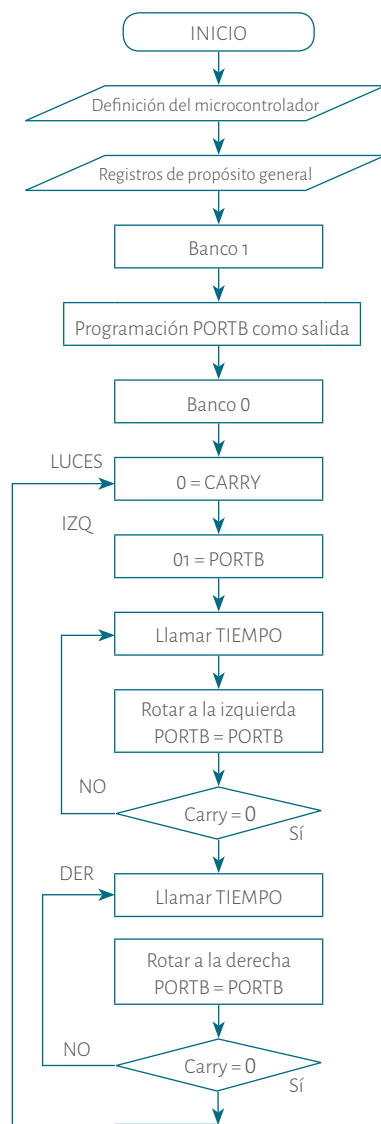 INICIO
Definición del microcontrolador
Registros de propósito general
Banco 1
Programación PORTB como salida
Banco 0
LUCES
0 = CARRY
IZQ
01 = PORTB
Llamar TIEMPO
Rotar a la izquierda
PORTB = PORTB
NO
Carry = 0
Sí
DER
Llamar TIEMPO
Rotar a la derecha
PORTB = PORTB
NO
Carry = 0
Sí